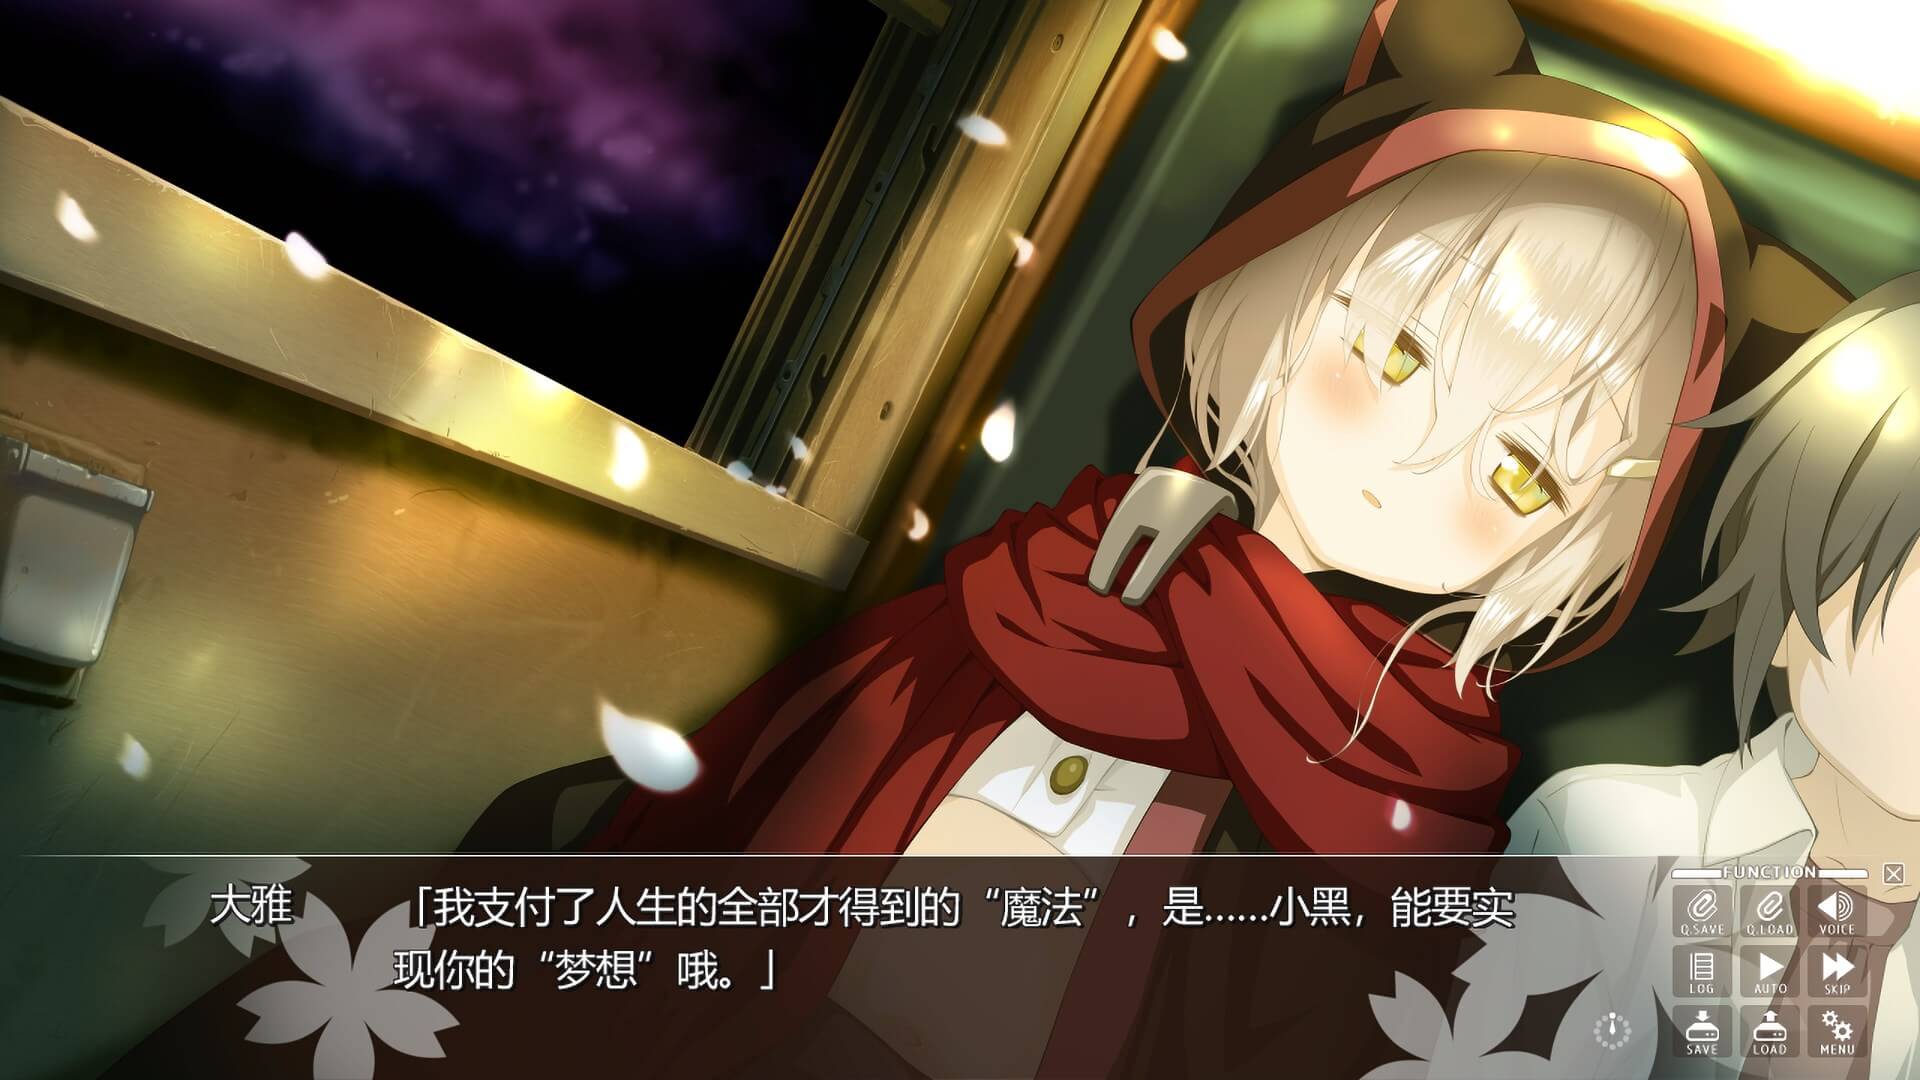 大雅
「我支付了人生的全部才得到的“魔法”，是……小黑，能要实
现你的“梦想”哦。」
FUNCTION
Q.SAVE Q.LOAD VOICE
LOG AUTO SKIP
SAVE LOAD MENU